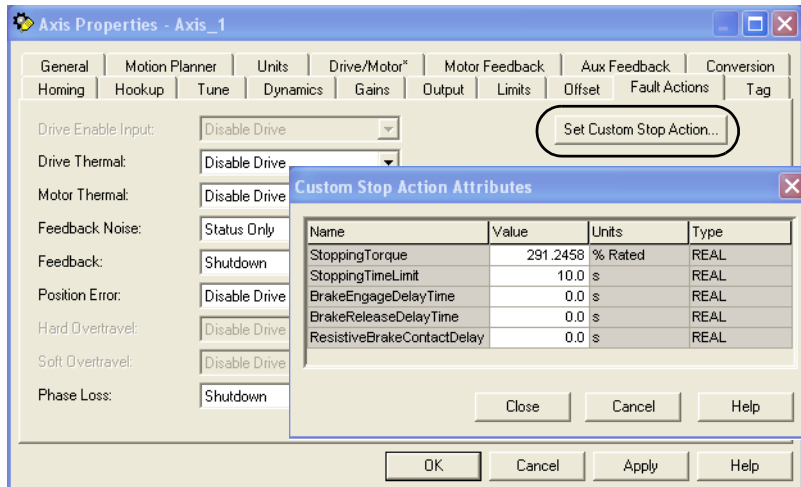 Axis Properties - Axis_1
General Motion Planner Units Drive/Motor* Motor Feedback Aux Feedback Conversion
Homing Hookup Tune Dynamics Gains Output Limits Offset Fault Actions Tag
Drive Enable Input: Disable Drive
Set Custom Stop Action...
Drive Thermal: Disable Drive
Motor Thermal: Disable Drive
Feedback Noise: Status Only
Feedback: Shutdown
Position Error: Disable Drive
Hard Overtravel: Disable Drive
Soft Overtravel: Disable Drive
Phase Loss: Shutdown
Custom Stop Action Attributes
Name Value Units Type
StoppingTorque 291.2458 % Rated REAL
StoppingTimeLimit 10.0 s REAL
BrakeEngageDelayTime 0.0 s REAL
BrakeReleaseDelayTime 0.0 s REAL
ResistiveBrakeContactDelay 0.0 s REAL
Close Cancel Help
OK Cancel Apply Help